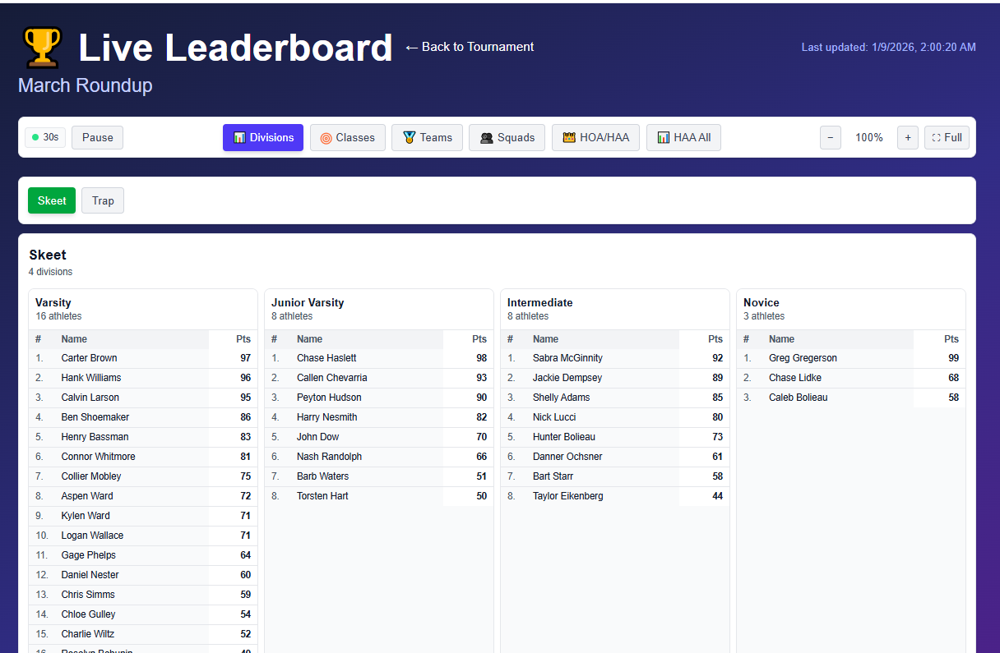 Live Leaderboard
← Back to Tournament
Last updated: 1/9/2026, 2:00:20 AM
March Roundup
30s
Pause
Divisions
Classes
Teams
Squads
HOA/HAA
HAA All
−
100%
+
Full
Skeet
Trap
Skeet
4 divisions
Varsity
16 athletes
# Name Pts
1. Carter Brown 97
2. Hank Williams 96
3. Calvin Larson 95
4. Ben Shoemaker 86
5. Henry Bassman 83
6. Connor Whitmore 81
7. Collier Mobley 75
8. Aspen Ward 72
9. Kylen Ward 71
10. Logan Wallace 71
11. Gage Phelps 64
12. Daniel Nester 60
13. Chris Simms 59
14. Chloe Gulley 54
15. Charlie Wiltz 52
Junior Varsity
8 athletes
# Name Pts
1. Chase Haslett 98
2. Callen Chevarria 93
3. Peyton Hudson 90
4. Harry Nesmith 82
5. John Dow 70
6. Nash Randolph 66
7. Barb Waters 51
8. Torsten Hart 50
Intermediate
8 athletes
# Name Pts
1. Sabra McGinnity 92
2. Jackie Dempsey 89
3. Shelly Adams 85
4. Nick Lucci 80
5. Hunter Bolieau 73
6. Danner Ochsner 61
7. Bart Starr 58
8. Taylor Eikenberg 44
Novice
3 athletes
# Name Pts
1. Greg Gregerson 99
2. Chase Lidke 68
3. Caleb Bolieau 58